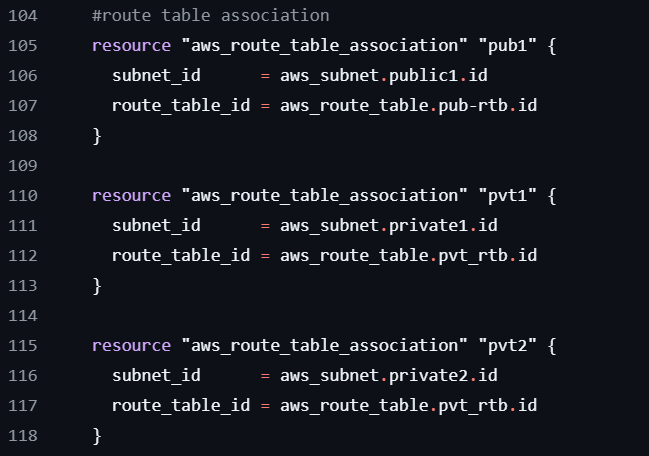 104 #route table association
105 resource "aws_route_table_association" "pub1" {
106 subnet_id = aws_subnet.public1.id
107 route_table_id = aws_route_table.pub-rtb.id
108 }
109
110 resource "aws_route_table_association" "pvt1" {
111 subnet_id = aws_subnet.private1.id
112 route_table_id = aws_route_table.pvt_rtb.id
113 }
114
115 resource "aws_route_table_association" "pvt2" {
116 subnet_id = aws_subnet.private2.id
117 route_table_id = aws_route_table.pvt_rtb.id
118 }